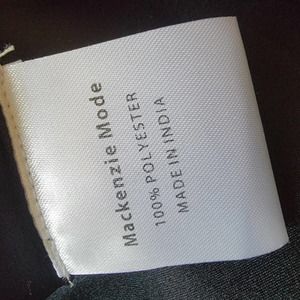 Mackenzie Mode
100% POLYESTER
MADE IN INDIA